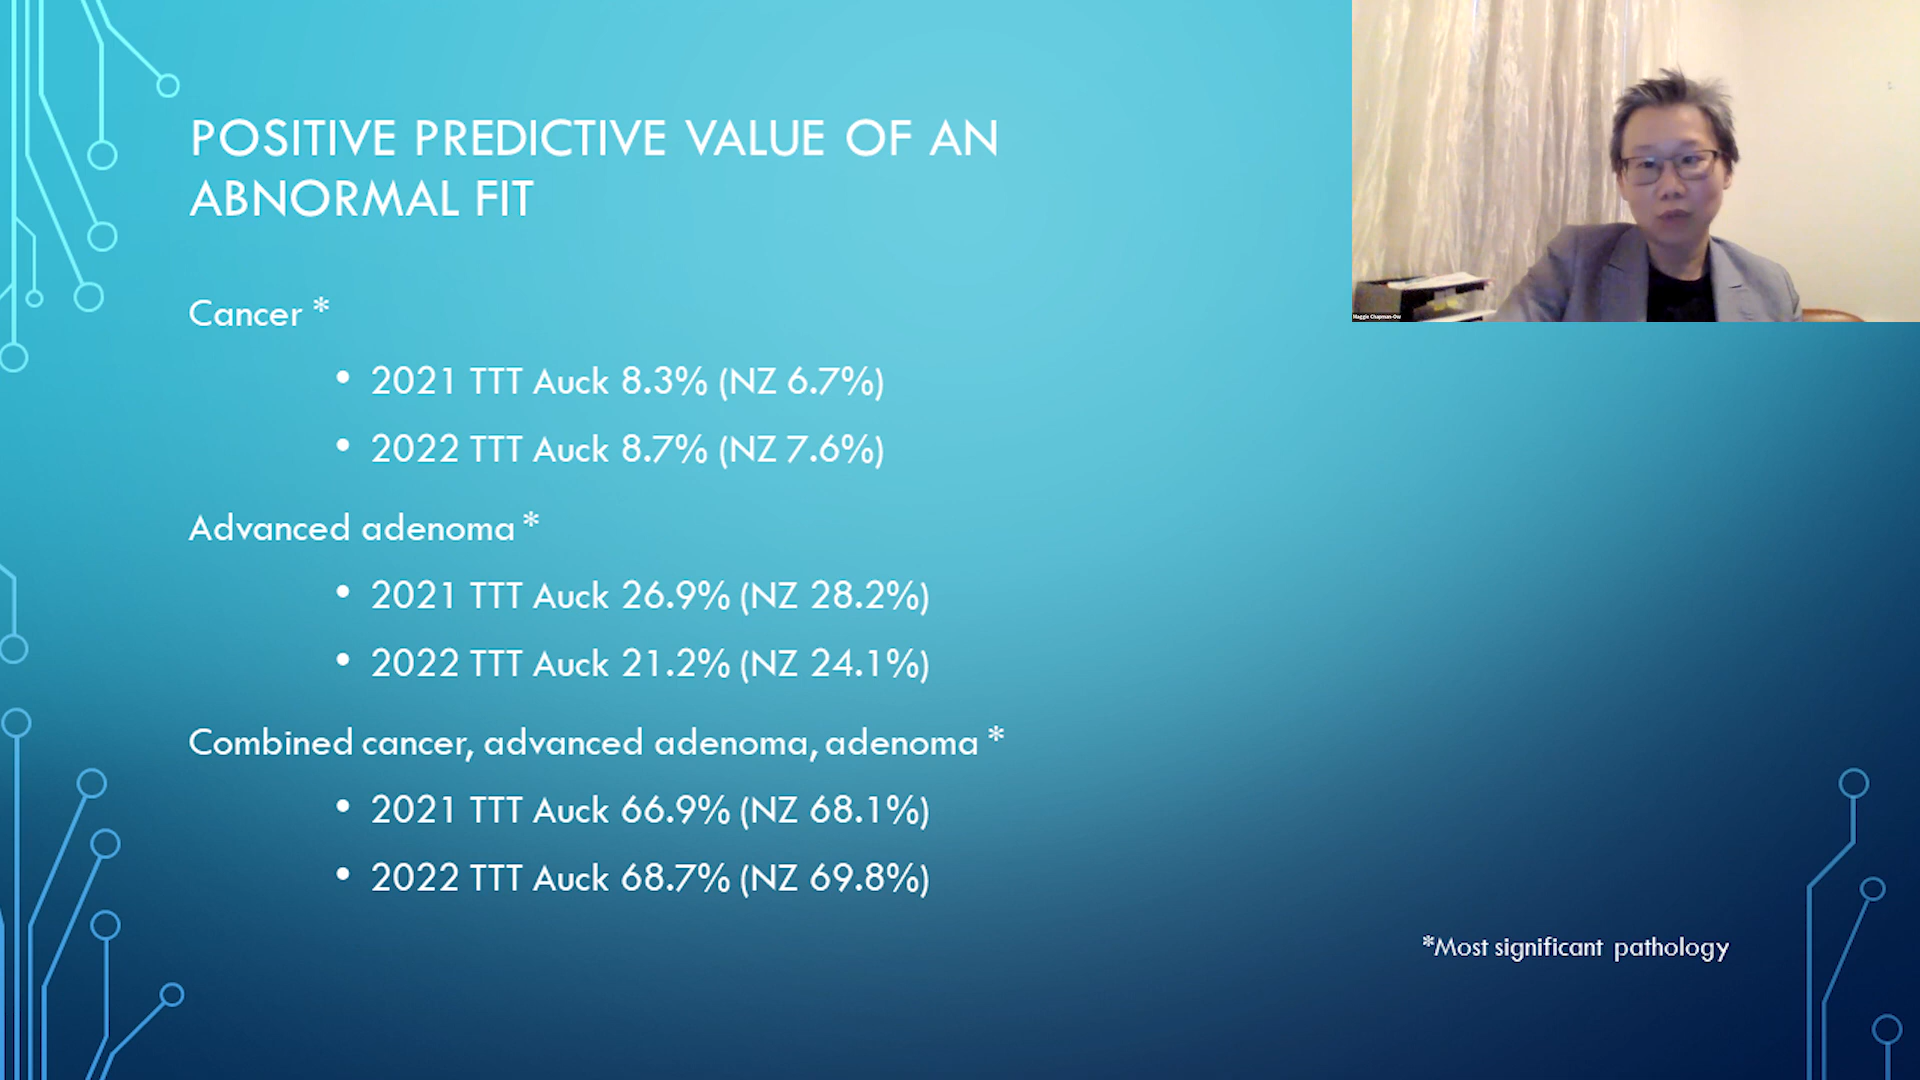 POSITIVE PREDICTIVE VALUE OF AN
ABNORMAL FIT
Cancer *
• 2021 TTT Auck 8.3% (NZ 6.7%)
• 2022 TTT Auck 8.7% (NZ 7.6%)
Advanced adenoma *
• 2021 TTT Auck 26.9% (NZ 28.2%)
• 2022 TTT Auck 21.2% (NZ 24.1%)
Combined cancer, advanced adenoma, adenoma *
• 2021 TTT Auck 66.9% (NZ 68.1%)
• 2022 TTT Auck 68.7% (NZ 69.8%)
*Most significant pathology
Maggie Chapman-Ow